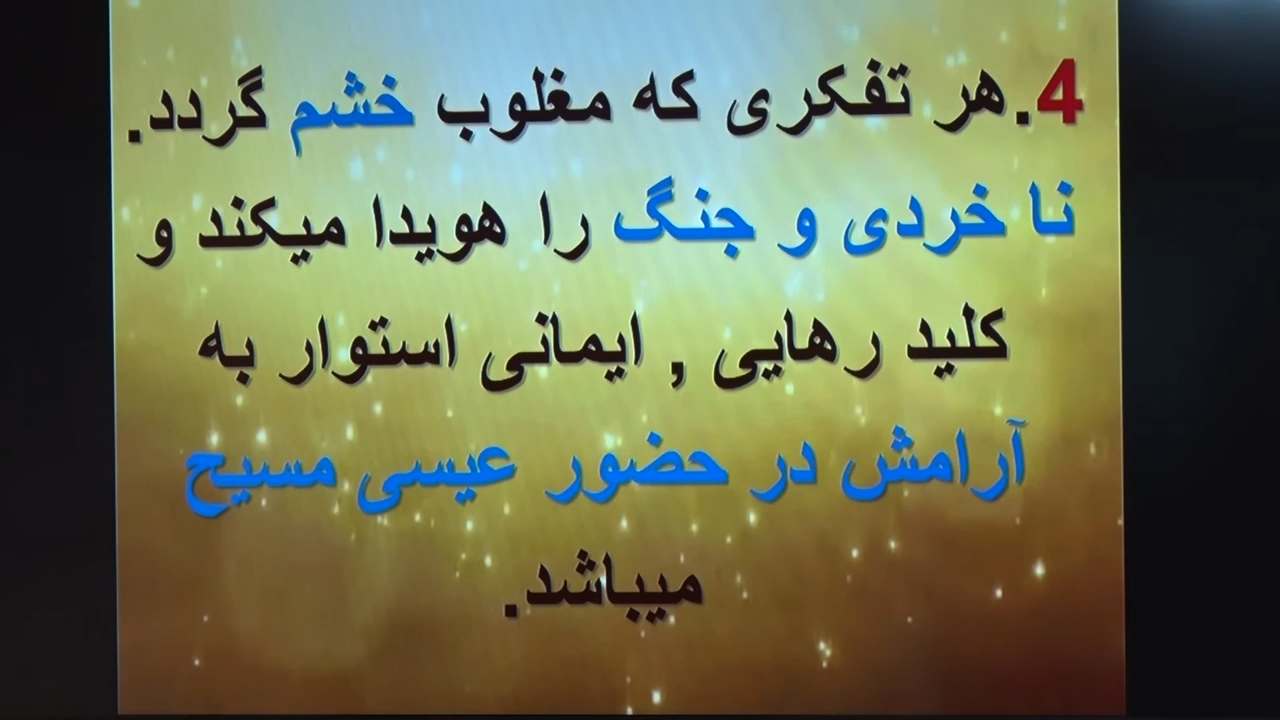 4. هر تفکری که مغلوب خشم گردد.
نا خردی و جنگ را هویدا میکند و
کلید رهایی , ایمانی استوار به
آرامش در حضور عیسی مسیح
میباشد.